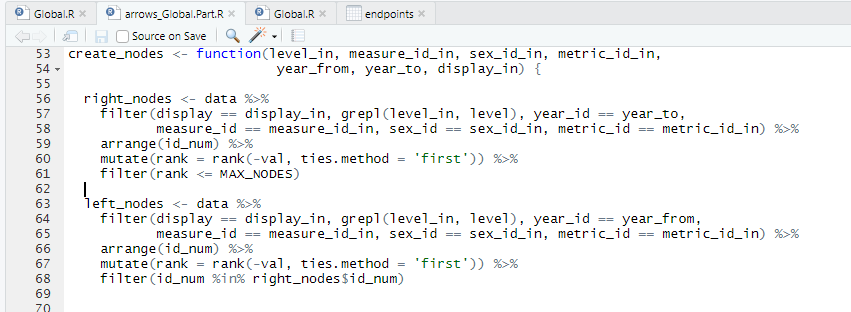 Global.R
arrows_Global.Part.R
Global.R
endpoints
Source on Save
53 create_nodes <- function(level_in, measure_id_in, sex_id_in, metric_id_in,
54                          year_from, year_to, display_in) {
55
56   right_nodes <- data %>%
57     filter(display == display_in, grepl(level_in, level), year_id == year_to,
58            measure_id == measure_id_in, sex_id == sex_id_in, metric_id == metric_id_in) %>%
59     arrange(id_num) %>%
60     mutate(rank = rank(-val, ties.method = 'first')) %>%
61     filter(rank <= MAX_NODES)
62
63   left_nodes <- data %>%
64     filter(display == display_in, grepl(level_in, level), year_id == year_from,
65            measure_id == measure_id_in, sex_id == sex_id_in, metric_id == metric_id_in) %>%
66     arrange(id_num) %>%
67     mutate(rank = rank(-val, ties.method = 'first')) %>%
68     filter(id_num %in% right_nodes$id_num)
69
70